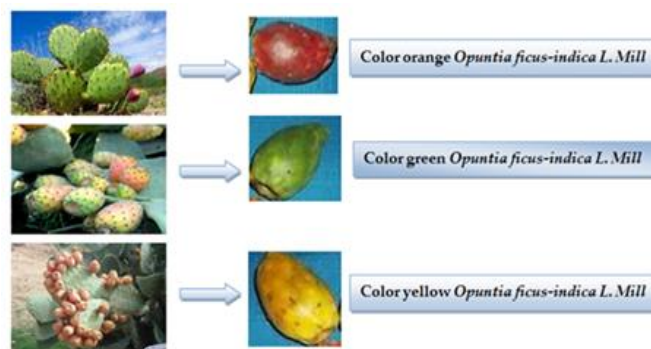 Color orange Opuntia ficus-indica L. Mill
Color green Opuntia ficus-indica L. Mill
Color yellow Opuntia ficus-indica L. Mill